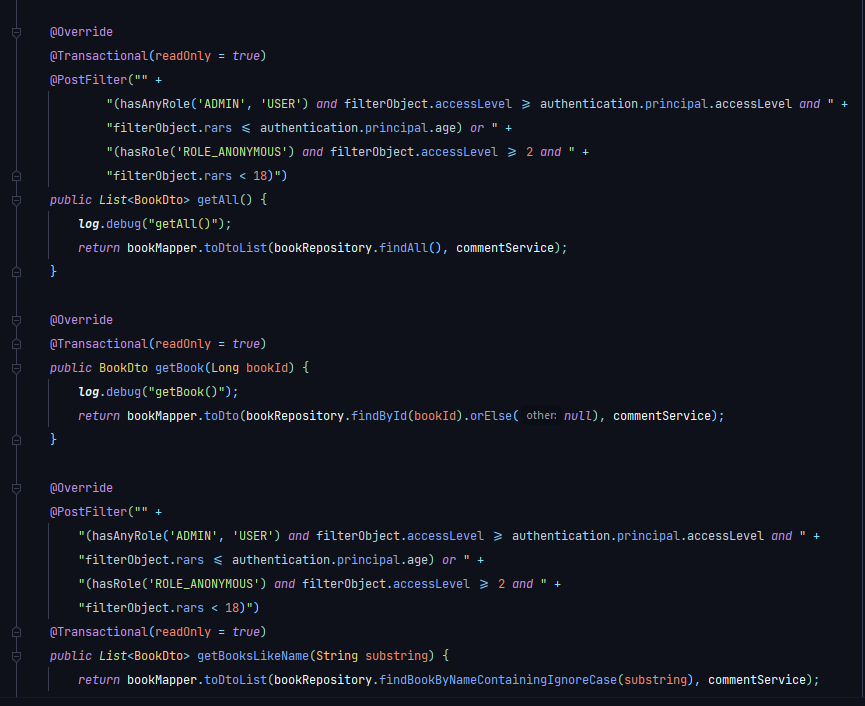 @Override
@Transactional(readOnly = true)
@PostFilter("" +
"(hasAnyRole('ADMIN', 'USER') and filterObject.accessLevel ⩾ authentication.principal.accessLevel and " +
"filterObject.rars ⩽ authentication.principal.age) or " +
"(hasRole('ROLE_ANONYMOUS') and filterObject.accessLevel ⩾ 2 and " +
"filterObject.rars < 18)")
public List<BookDto> getAll() {
log.debug("getAll()");
return bookMapper.toDtoList(bookRepository.findAll(), commentService);
}
@Override
@Transactional(readOnly = true)
public BookDto getBook(Long bookId) {
log.debug("getBook()");
return bookMapper.toDto(bookRepository.findById(bookId).orElse( other: null), commentService);
}
@Override
@PostFilter("" +
"(hasAnyRole('ADMIN', 'USER') and filterObject.accessLevel ⩾ authentication.principal.accessLevel and " +
"filterObject.rars ⩽ authentication.principal.age) or " +
"(hasRole('ROLE_ANONYMOUS') and filterObject.accessLevel ⩾ 2 and " +
"filterObject.rars < 18)")
@Transactional(readOnly = true)
public List<BookDto> getBooksLikeName(String substring) {
return bookMapper.toDtoList(bookRepository.findBookByNameContainingIgnoreCase(substring), commentService);